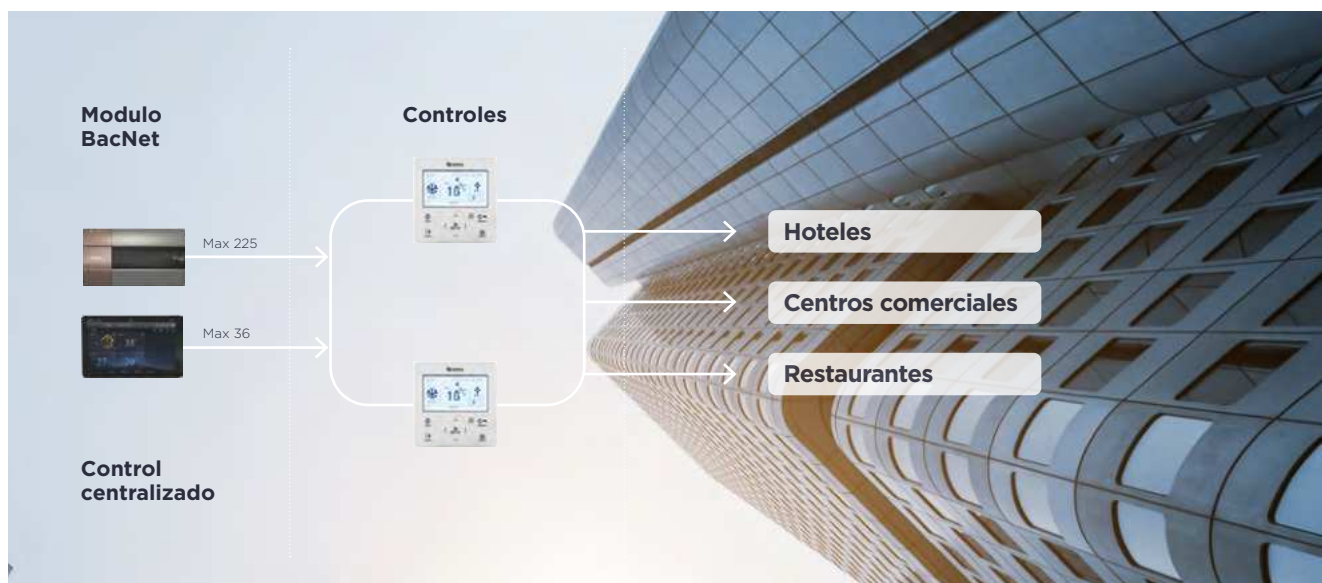 Modulo
BacNet
Controles
Max 225
Max 36
Hoteles
Centros comerciales
Restaurantes
Control
centralizado